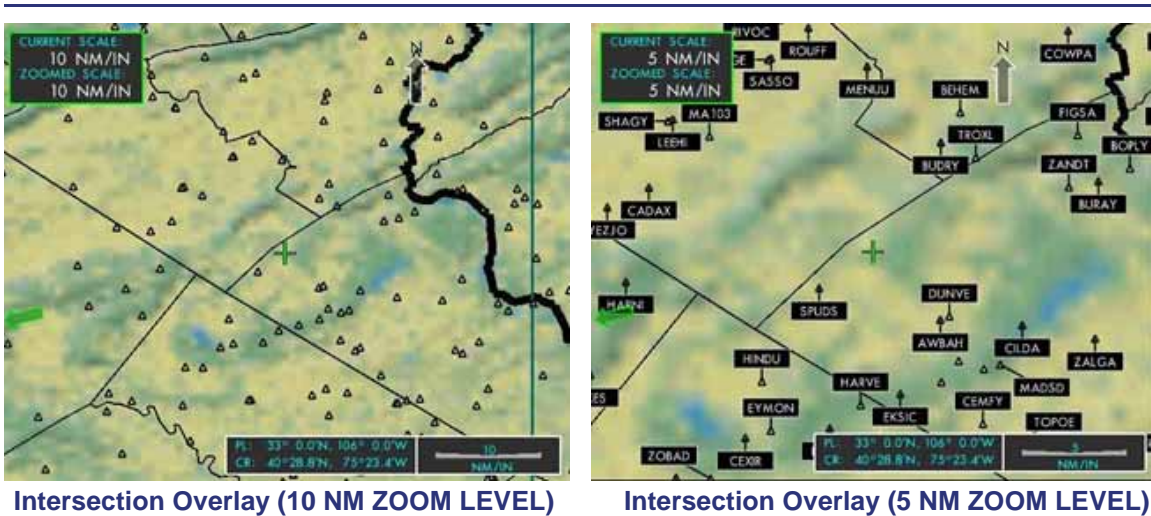 CURRENT SCALE:
10 NM/IN
ZOOMED SCALE:
10 NM/IN
N
PL: 33° 0.0'N, 106° 0.0'W
CR: 40°28.8'N, 75°23.4'W
10
NM/IN
Intersection Overlay (10 NM ZOOM LEVEL)
CURRENT SCALE:
5 NM/IN
ZOOMED SCALE:
5 NM/IN
N
RIVOC
ROUFF
COWPA
SASSO
MENUU
BEHEM
MA103
FIGSA
SHAGY
LEEHI
TROXL
BOPLY
BUDRY
ZANDT
BURAY
CADAX
YEZJO
HARNI
SPUDS
DUNVE
AWBAH
CILDA
ZALGA
HINDU
HARVE
MADSD
EYMON
EKSIC
CEMFY
TOPOE
ZOBAD
CEXIR
PL: 33° 0.0'N, 106° 0.0'W
CR: 40°28.8'N, 75°23.4'W
5
NM/IN
Intersection Overlay (5 NM ZOOM LEVEL)